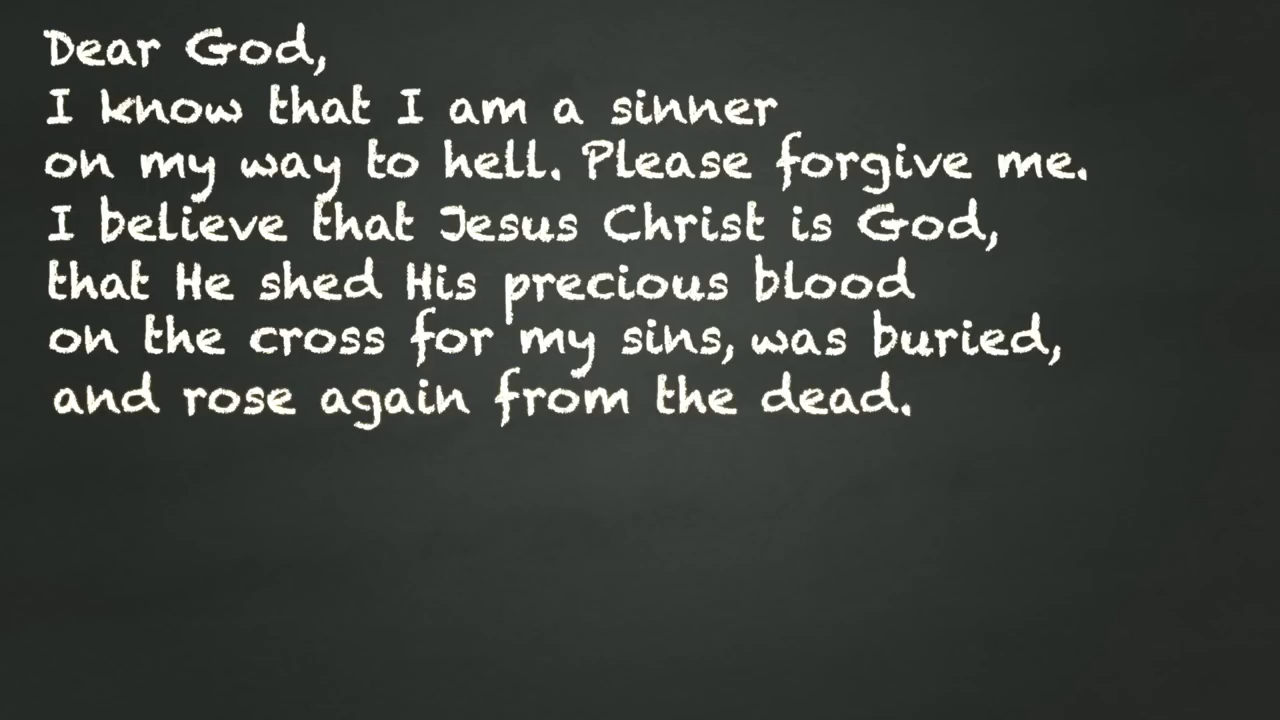 Dear God,
I know that I am a sinner
on my way to hell. Please forgive me.
I believe that Jesus Christ is God,
that He shed His precious blood
on the cross for my sins, was buried,
and rose again from the dead.